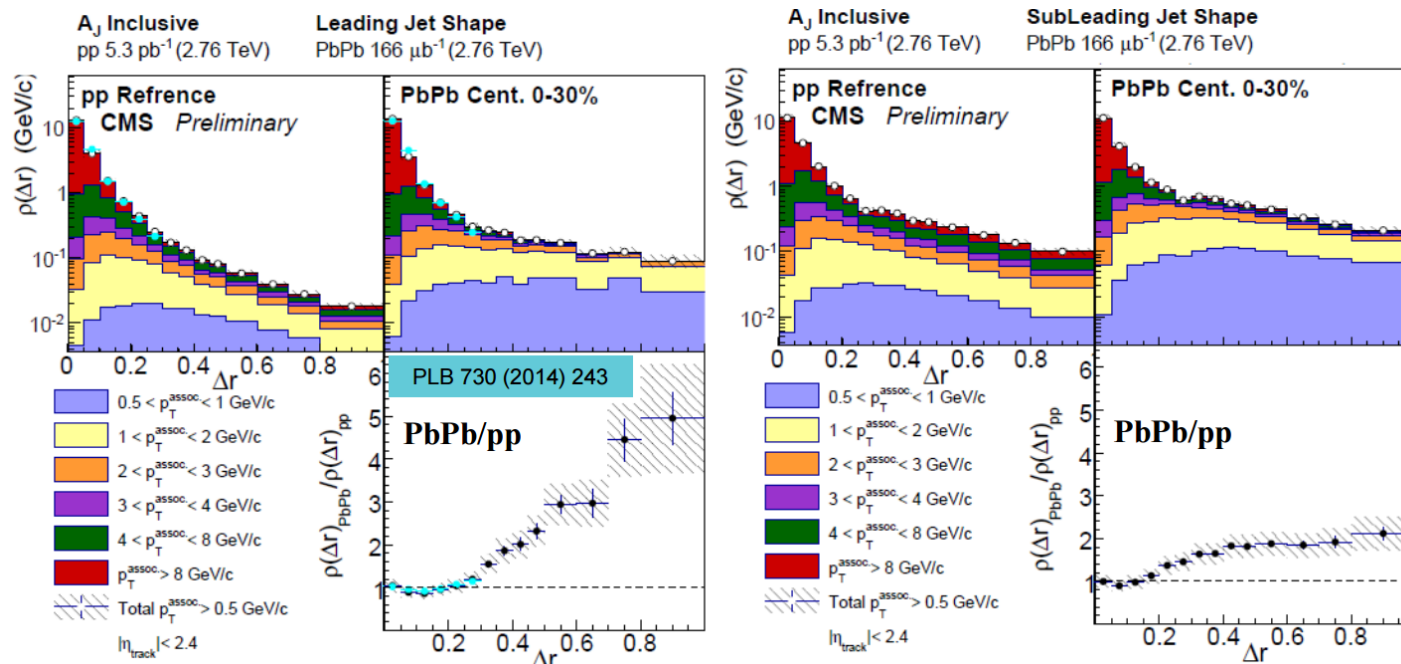 A_J Inclusive
pp 5.3 pb⁻¹ (2.76 TeV)
Leading Jet Shape
PbPb 166 μb⁻¹ (2.76 TeV)
pp Refrence
CMS Preliminary
PbPb Cent. 0-30%
ρ(Δr) (GeV/c)
10
1
10⁻¹
10⁻²
0 0.2 0.4 0.6 0.8
Δr
PLB 730 (2014) 243
PbPb/pp
ρ(Δr)_PbPb/ρ(Δr)_pp
6
5
4
3
2
1
0.2 0.4 0.6 0.8
Δr
0.5 < p_T^assoc. < 1 GeV/c
1 < p_T^assoc. < 2 GeV/c
2 < p_T^assoc. < 3 GeV/c
3 < p_T^assoc. < 4 GeV/c
4 < p_T^assoc. < 8 GeV/c
p_T^assoc. > 8 GeV/c
Total p_T^assoc. > 0.5 GeV/c
|η_track| < 2.4
A_J Inclusive
pp 5.3 pb⁻¹ (2.76 TeV)
SubLeading Jet Shape
PbPb 166 μb⁻¹ (2.76 TeV)
pp Refrence
CMS Preliminary
PbPb Cent. 0-30%
ρ(Δr) (GeV/c)
10
1
10⁻¹
10⁻²
0 0.2 0.4 0.6 0.8
Δr
PbPb/pp
ρ(Δr)_PbPb/ρ(Δr)_pp
6
5
4
3
2
1
0.2 0.4 0.6 0.8
Δr
0.5 < p_T^assoc. < 1 GeV/c
1 < p_T^assoc. < 2 GeV/c
2 < p_T^assoc. < 3 GeV/c
3 < p_T^assoc. < 4 GeV/c
4 < p_T^assoc. < 8 GeV/c
p_T^assoc. > 8 GeV/c
Total p_T^assoc. > 0.5 GeV/c
|η_track| < 2.4